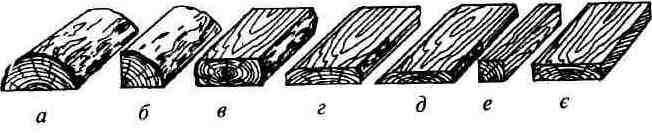 а б в г д е є